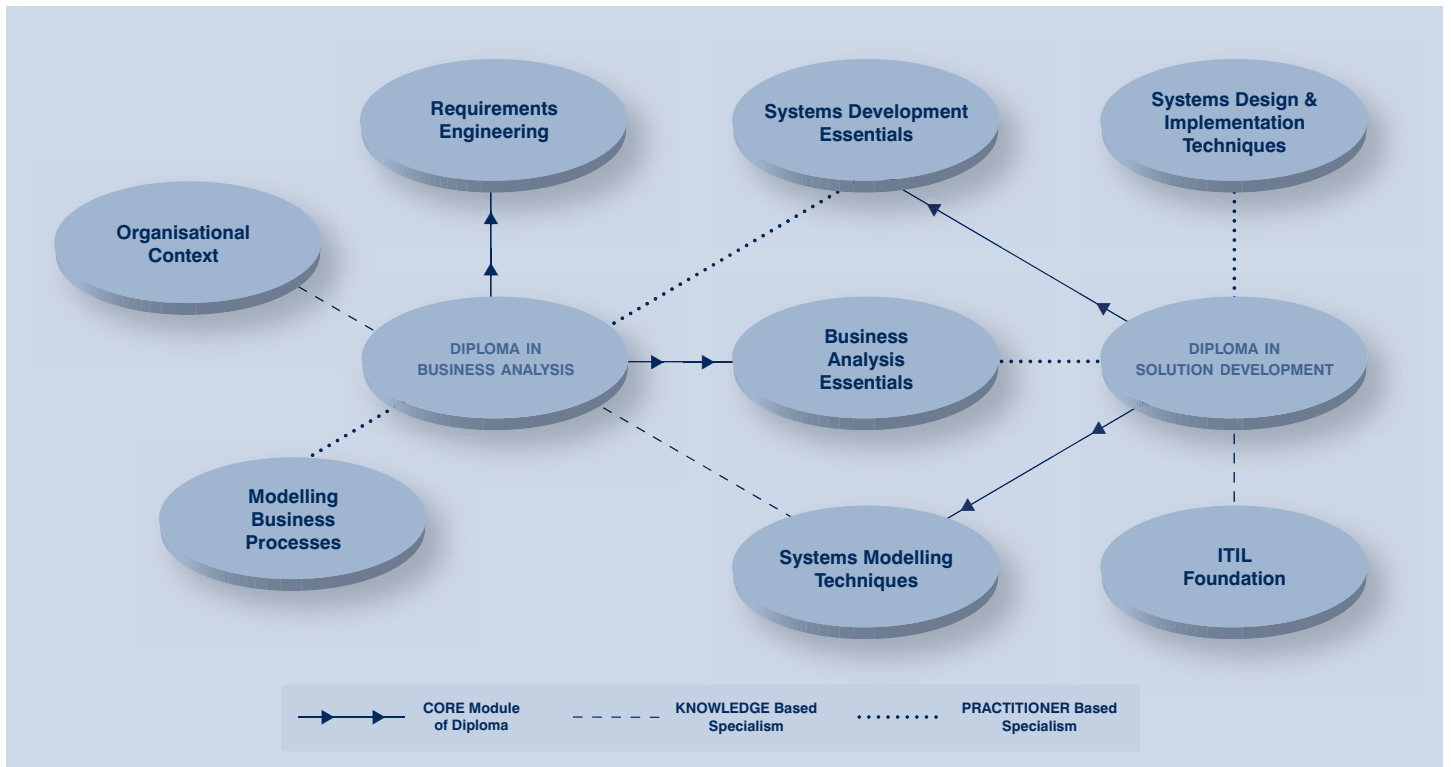 Requirements
Engineering
Systems Development
Essentials
Systems Design &
Implementation
Techniques
Organisational
Context
DIPLOMA IN
BUSINESS ANALYSIS
Business
Analysis
Essentials
DIPLOMA IN
SOLUTION DEVELOPMENT
Modelling
Business
Processes
Systems Modelling
Techniques
ITIL
Foundation
CORE Module
of Diploma
KNOWLEDGE Based
Specialism
PRACTITIONER Based
Specialism